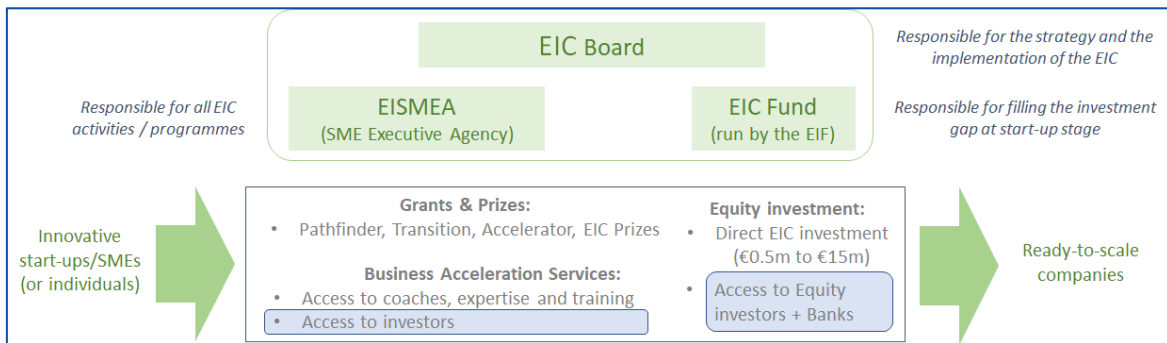 EIC Board
Responsible for the strategy and the
implementation of the EIC
Responsible for all EIC
activities / programmes
EISMEA
(SME Executive Agency)
EIC Fund
(run by the EIF)
Responsible for filling the investment
gap at start-up stage
Innovative
start-ups/SMEs
(or individuals)
Grants & Prizes:
• Pathfinder, Transition, Accelerator, EIC Prizes
Business Acceleration Services:
• Access to coaches, expertise and training
• Access to investors
Equity investment:
• Direct EIC investment
(€0.5m to €15m)
• Access to Equity
investors + Banks
Ready-to-scale
companies